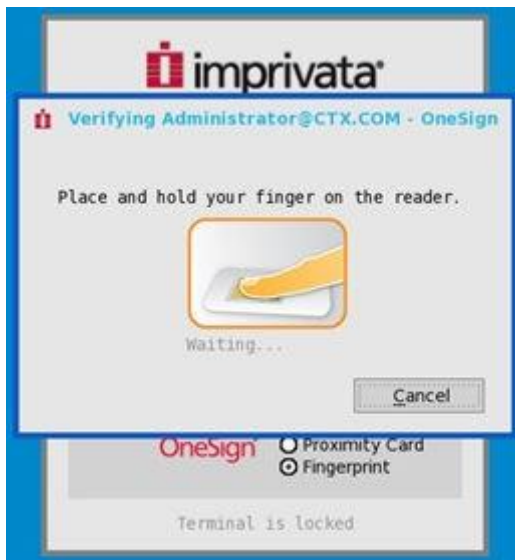 imprivata
Verifying Administrator@CTX.COM - OneSign
Place and hold your finger on the reader.
Waiting...
Cancel
OneSign
Proximity Card
Fingerprint
Terminal is locked